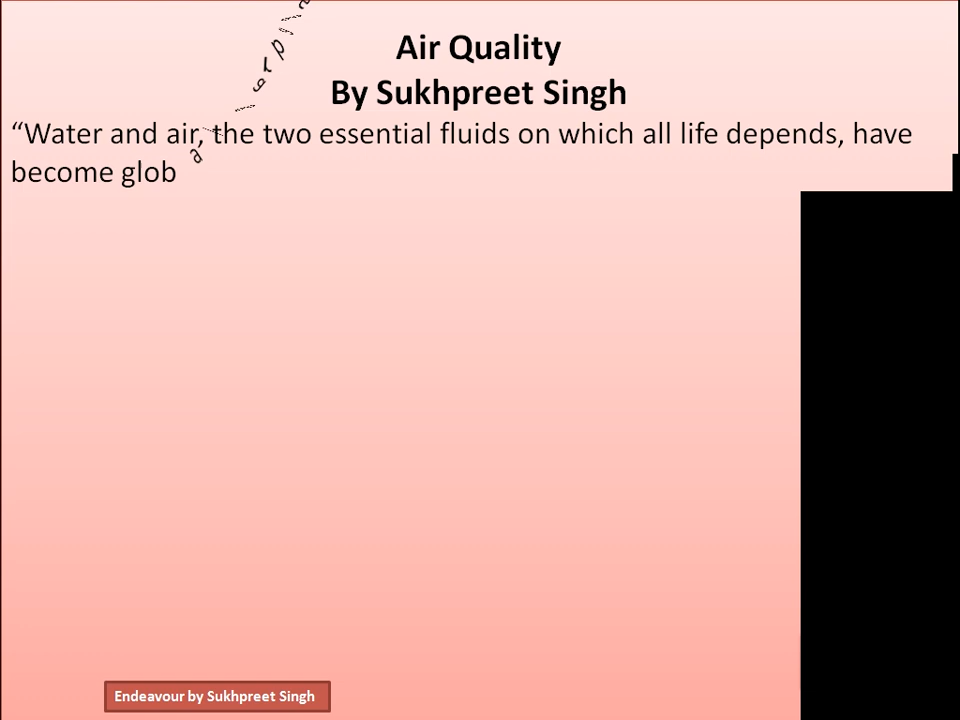 Air Quality
By Sukhpreet Singh
“Water and air, the two essential fluids on which all life depends, have
become glob
Endeavour by Sukhpreet Singh